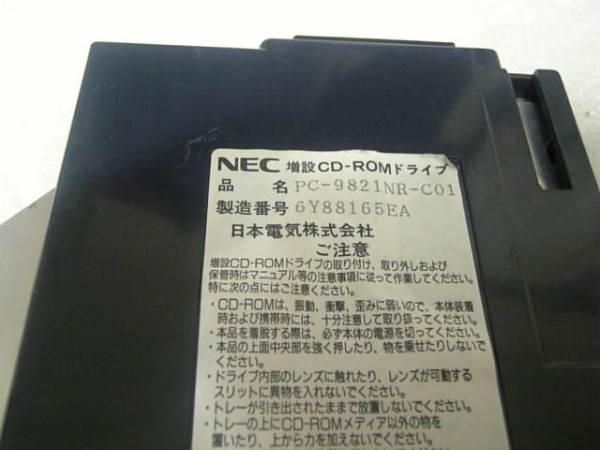 NEC 増設CD-ROMドライブ
品 名 PC-9821NR-C01
製造番号 6Y88165EA
日本電気株式会社
ご注意
増設CD-ROMドライブの取り付け、取り外しおよび
保管時はマニュアル等の注意事項に従って作業してください。
特に次の点にはご注意ください。
・CD-ROMは、振動、衝撃、歪みに弱いので、本体装着
時および携帯時には、十分注意して取り扱ってください。
・本品を着脱する際は、必ず本体の電源を切ってください。
・本品の上面中央部を強く押したり、物を乗せたりしないで
ください。
・ドライブ内部のレンズに触れたり、レンズが可動する
スリットに異物を入れないでください。
・トレーが引き出されたままで放置しないでください。
・トレーの上にCD-ROMメディア以外の物を
置いたり、上から力を加えないでください。